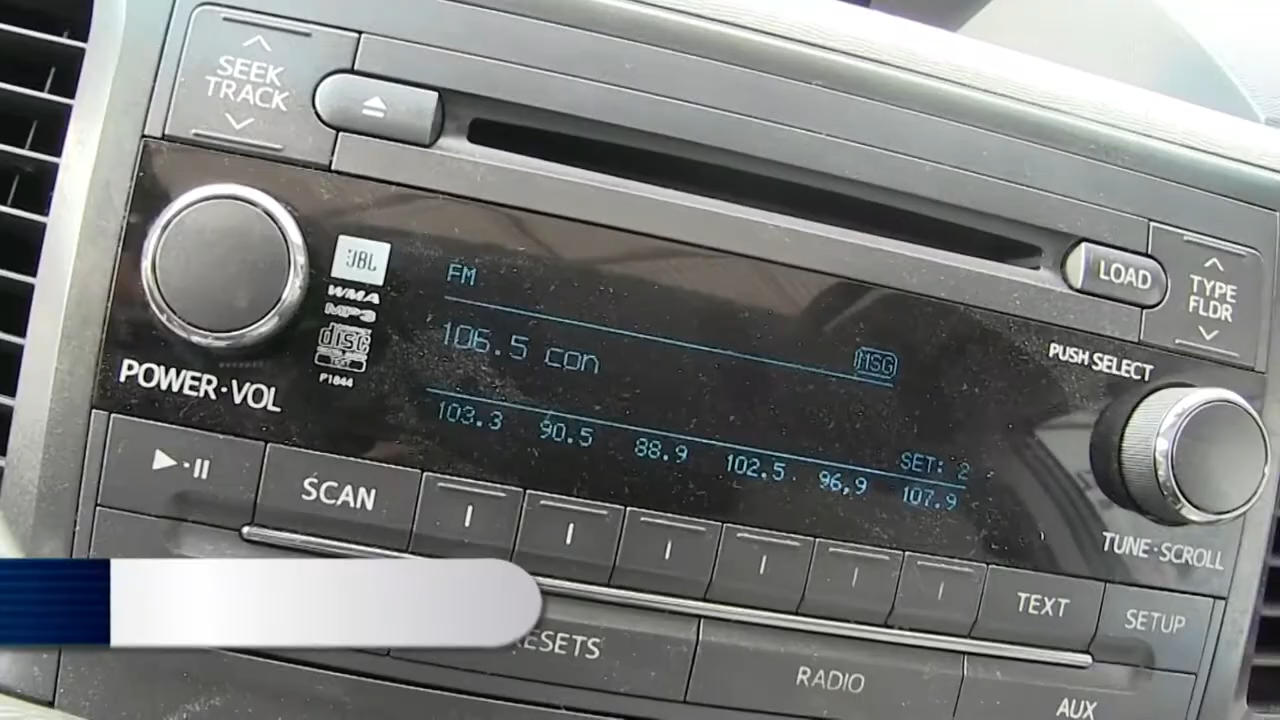 SEEK
TRACK
LOAD
TYPE
FLDR
JBL
WMA
MP3
disc
TEXT
P1844
POWER·VOL
FM
106.5 con
MSG
103.3 90.5 88.9 102.5 96.9 107.9
SET: 2
PUSH SELECT
TUNE·SCROLL
SCAN
TEXT
SETUP
RADIO
AUX